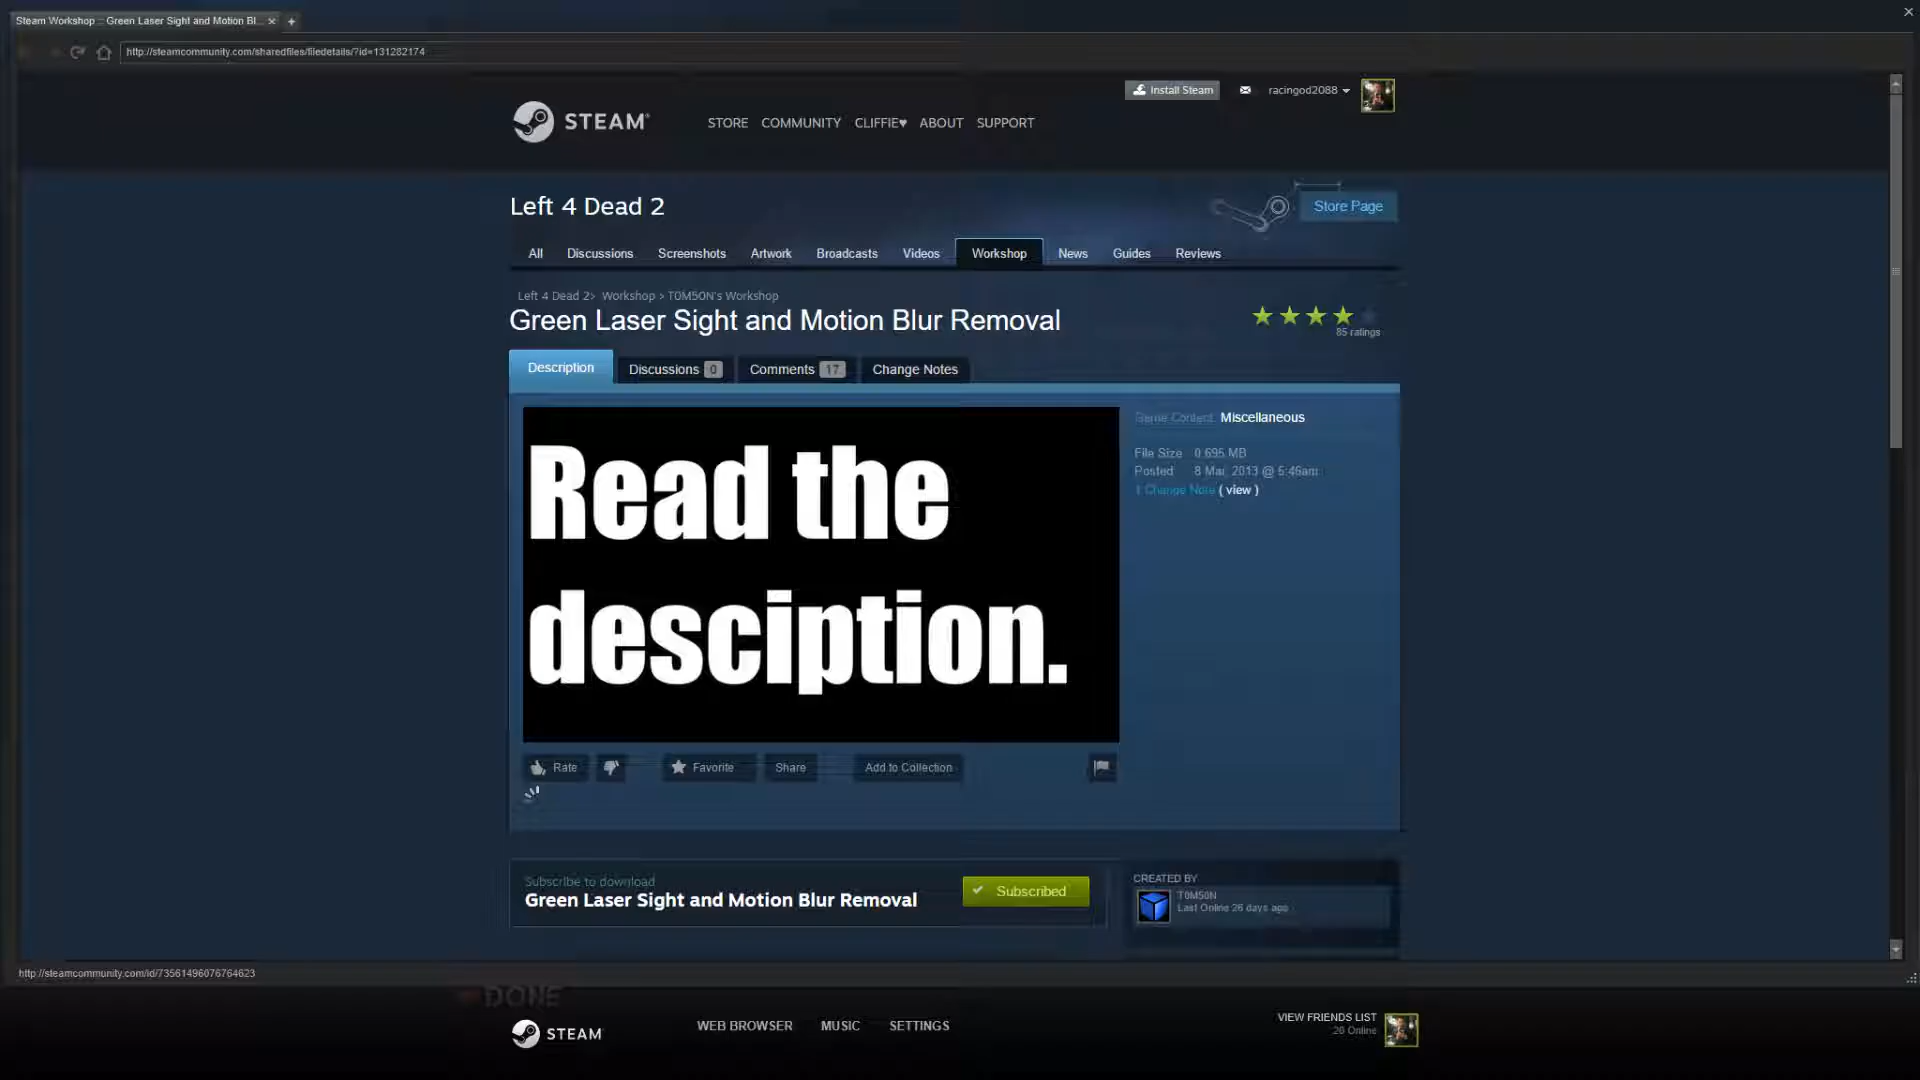 Steam Workshop :: Green Laser Sight and Motion Bl...
http://steamcommunity.com/sharedfiles/filedetails/?id=131282174
Install Steam
racingod2088
STEAM
STORE COMMUNITY CLIFFIE♥ ABOUT SUPPORT
Left 4 Dead 2
Store Page
All Discussions Screenshots Artwork Broadcasts Videos Workshop News Guides Reviews
Left 4 Dead 2> Workshop > T0M50N's Workshop
Green Laser Sight and Motion Blur Removal
85 ratings
Description Discussions 0 Comments 17 Change Notes
Read the
desciption.
Game Content: Miscellaneous
File Size 0.695 MB
Posted 8 Mar, 2013 @ 5:46am
1 Change Note ( view )
Rate Favorite Share Add to Collection
Subscribe to download
Green Laser Sight and Motion Blur Removal
Subscribed
CREATED BY
T0M50N
Last Online 26 days ago
http://steamcommunity.com/id/73561496076764623
DONE
STEAM
WEB BROWSER MUSIC SETTINGS
VIEW FRIENDS LIST
20 Online